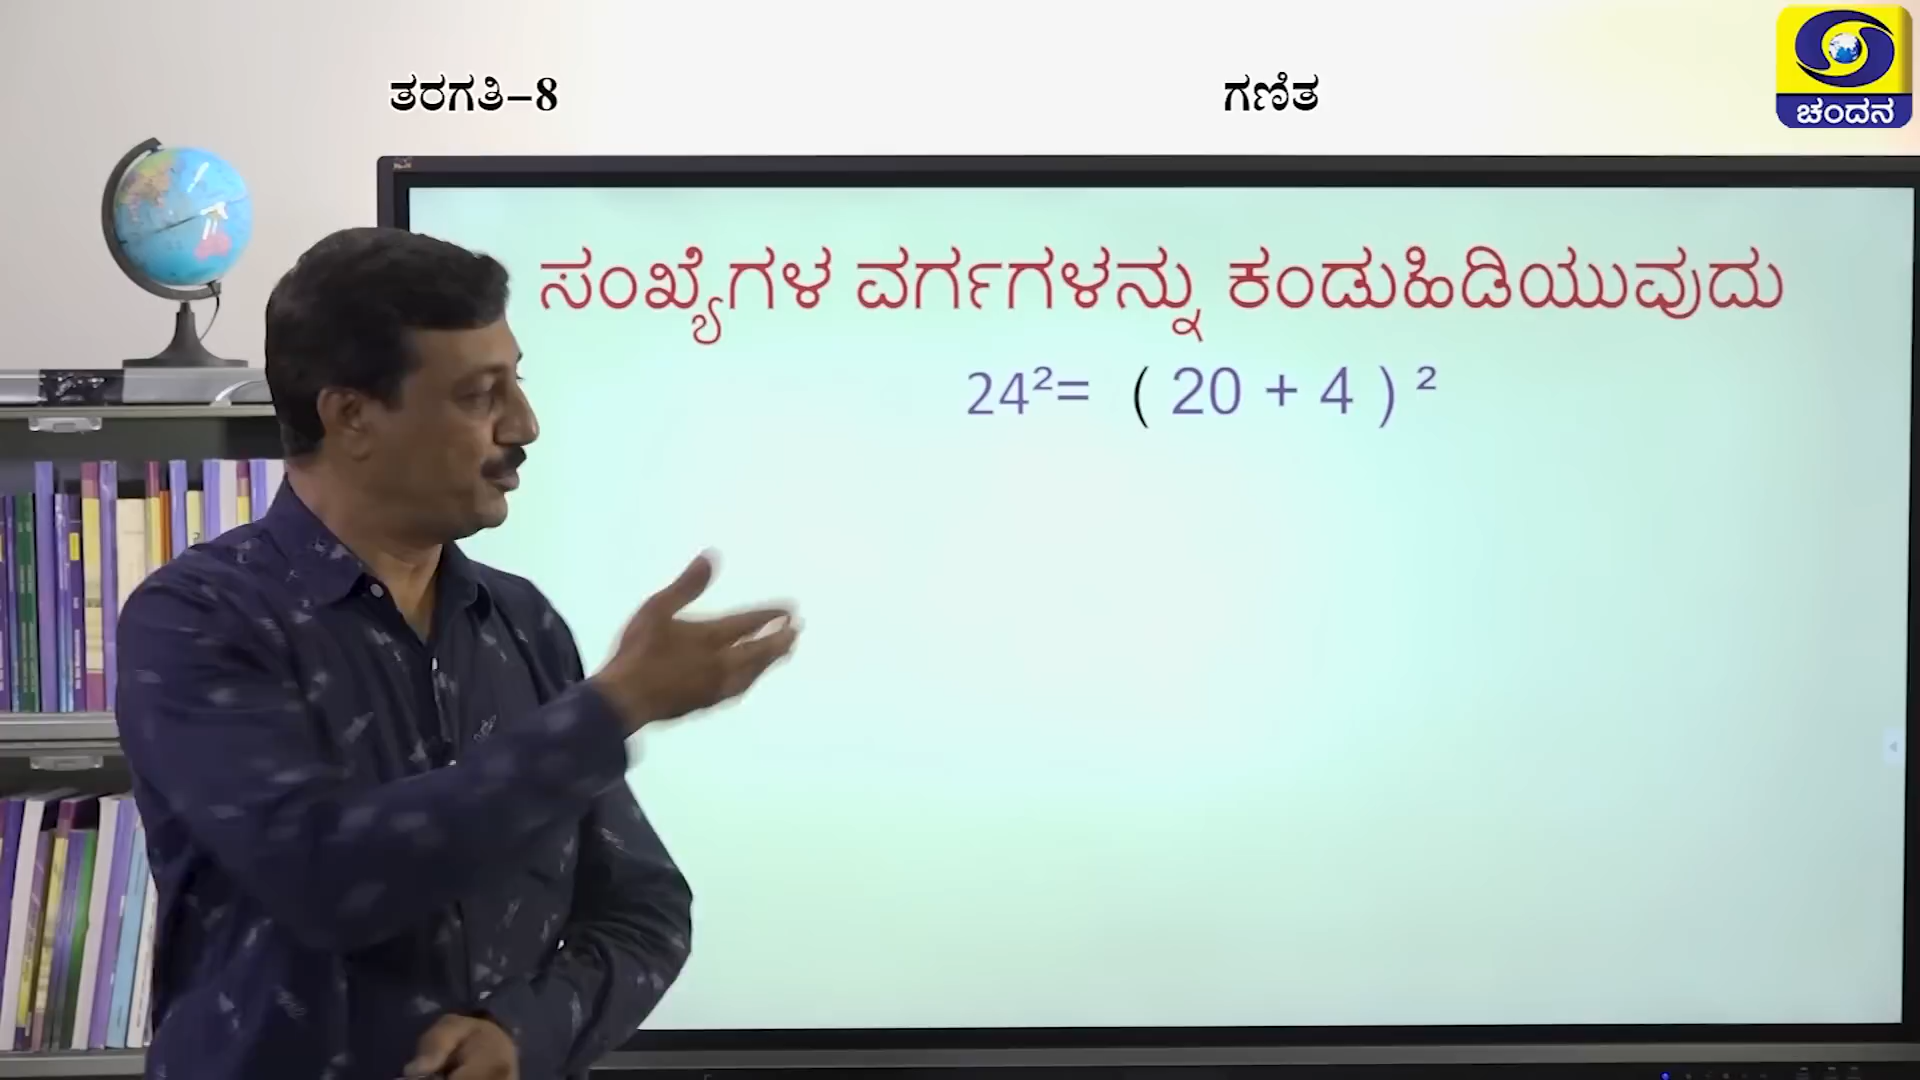 ತರಗತಿ–8
ಗಣಿತ
ಚಂದನ
ಸಂಖ್ಯೆಗಳ ವರ್ಗಗಳನ್ನು ಕಂಡುಹಿಡಿಯುವುದು
24²= ( 20 + 4 ) ²